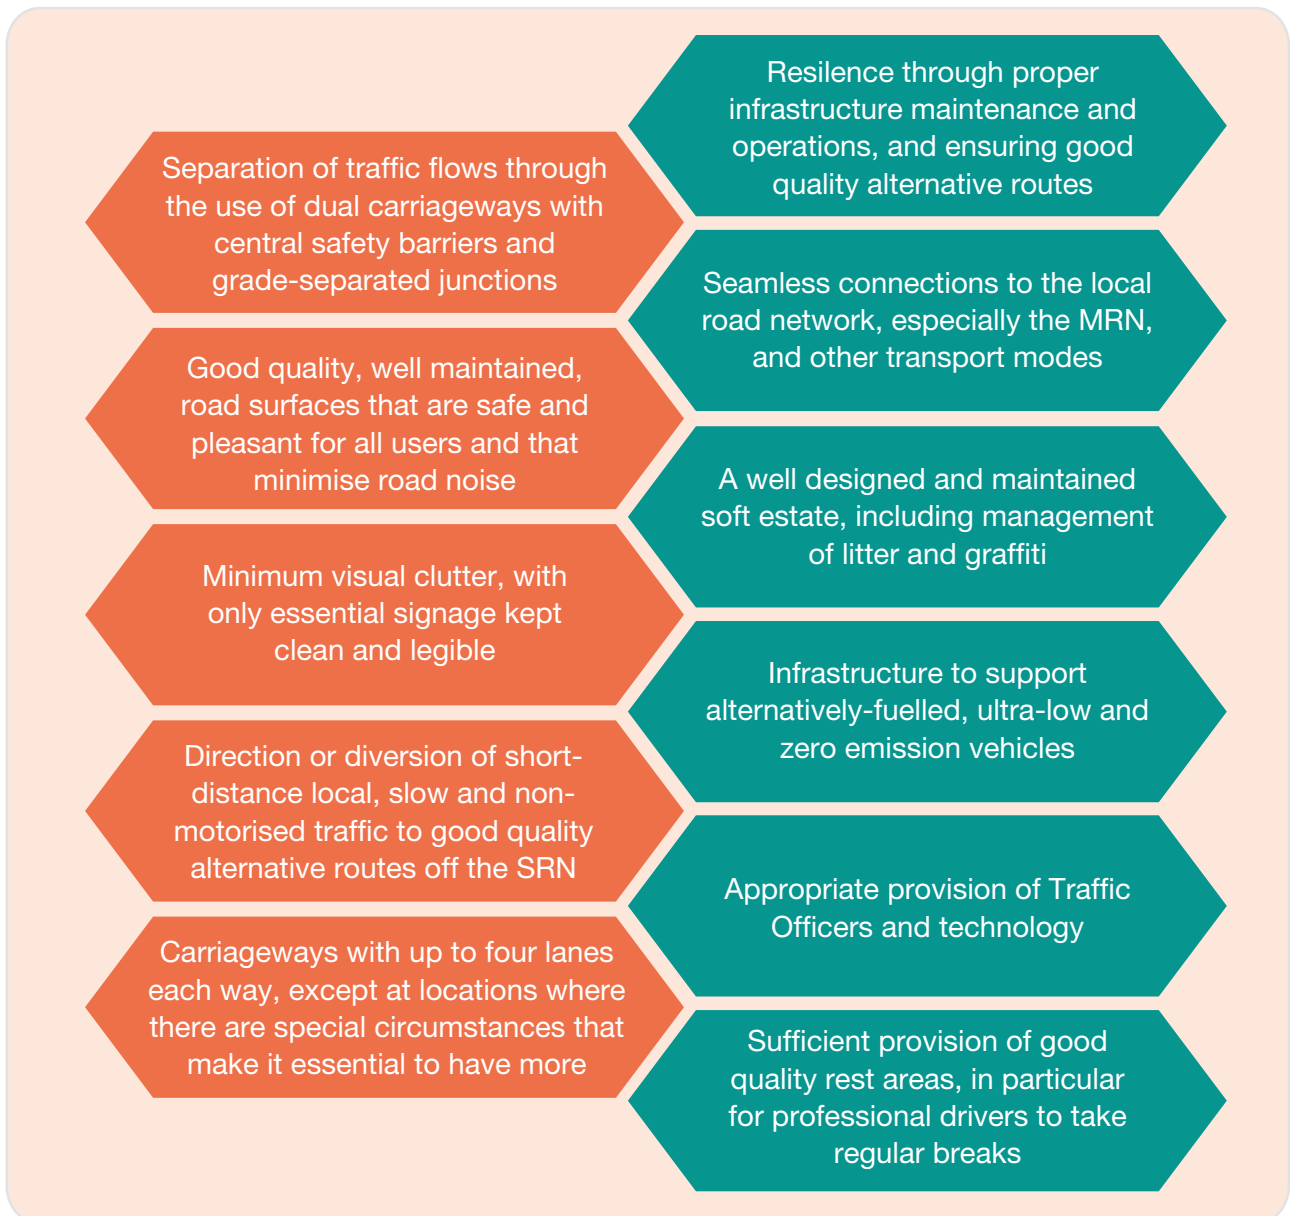 Resilence through proper
infrastructure maintenance and
operations, and ensuring good
quality alternative routes
Separation of traffic flows through
the use of dual carriageways with
central safety barriers and
grade-separated junctions
Seamless connections to the local
road network, especially the MRN,
and other transport modes
Good quality, well maintained,
road surfaces that are safe and
pleasant for all users and that
minimise road noise
A well designed and maintained
soft estate, including management
of litter and graffiti
Minimum visual clutter, with
only essential signage kept
clean and legible
Infrastructure to support
alternatively-fuelled, ultra-low and
zero emission vehicles
Direction or diversion of short-
distance local, slow and non-
motorised traffic to good quality
alternative routes off the SRN
Appropriate provision of Traffic
Officers and technology
Carriageways with up to four lanes
each way, except at locations where
there are special circumstances that
make it essential to have more
Sufficient provision of good
quality rest areas, in particular
for professional drivers to take
regular breaks